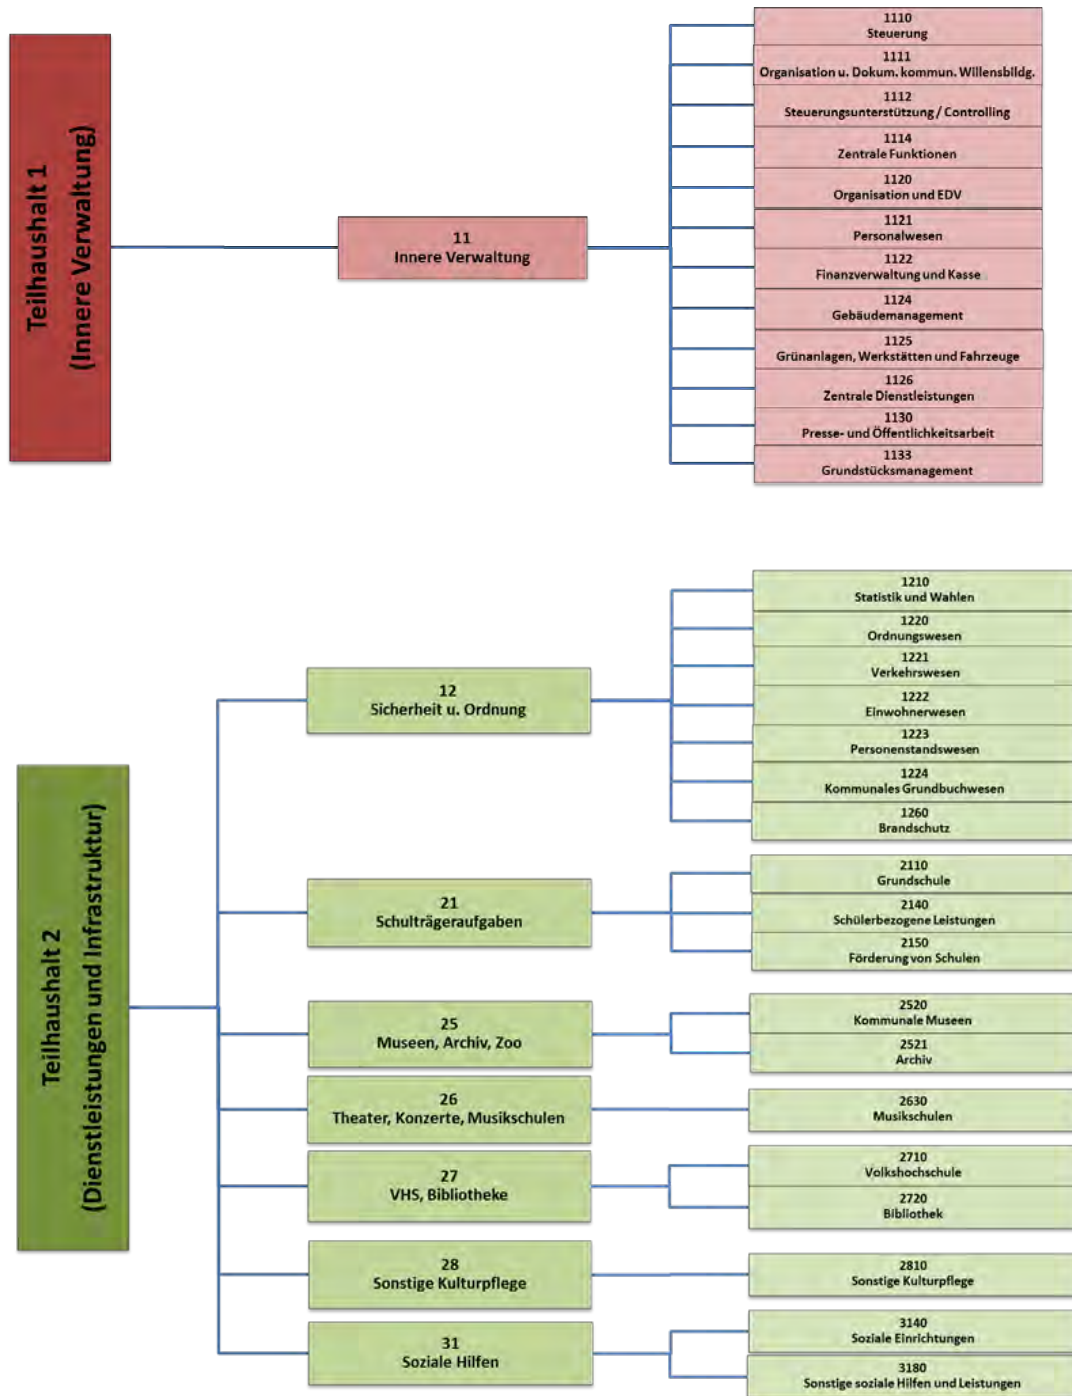 Teilhaushalt 1
(Innere Verwaltung)
11
Innere Verwaltung
1110
Steuerung
1111
Organisation u. Dokum. kommun. Willensbildg.
1112
Steuerungsunterstützung / Controlling
1114
Zentrale Funktionen
1120
Organisation und EDV
1121
Personalwesen
1122
Finanzverwaltung und Kasse
1124
Gebäudemanagement
1125
Grünanlagen, Werkstätten und Fahrzeuge
1126
Zentrale Dienstleistungen
1130
Presse- und Öffentlichkeitsarbeit
1133
Grundstücksmanagement
Teilhaushalt 2
(Dienstleistungen und Infrastruktur)
12
Sicherheit u. Ordnung
1210
Statistik und Wahlen
1220
Ordnungswesen
1221
Verkehrswesen
1222
Einwohnerwesen
1223
Personenstandswesen
1224
Kommunales Grundbuchwesen
1260
Brandschutz
21
Schulträgeraufgaben
2110
Grundschule
2140
Schülerbezogene Leistungen
2150
Förderung von Schulen
25
Museen, Archiv, Zoo
2520
Kommunale Museen
2521
Archiv
26
Theater, Konzerte, Musikschulen
2630
Musikschulen
27
VHS, Bibliotheke
2710
Volkshochschule
2720
Bibliothek
28
Sonstige Kulturpflege
2810
Sonstige Kulturpflege
31
Soziale Hilfen
3140
Soziale Einrichtungen
3180
Sonstige soziale Hilfen und Leistungen